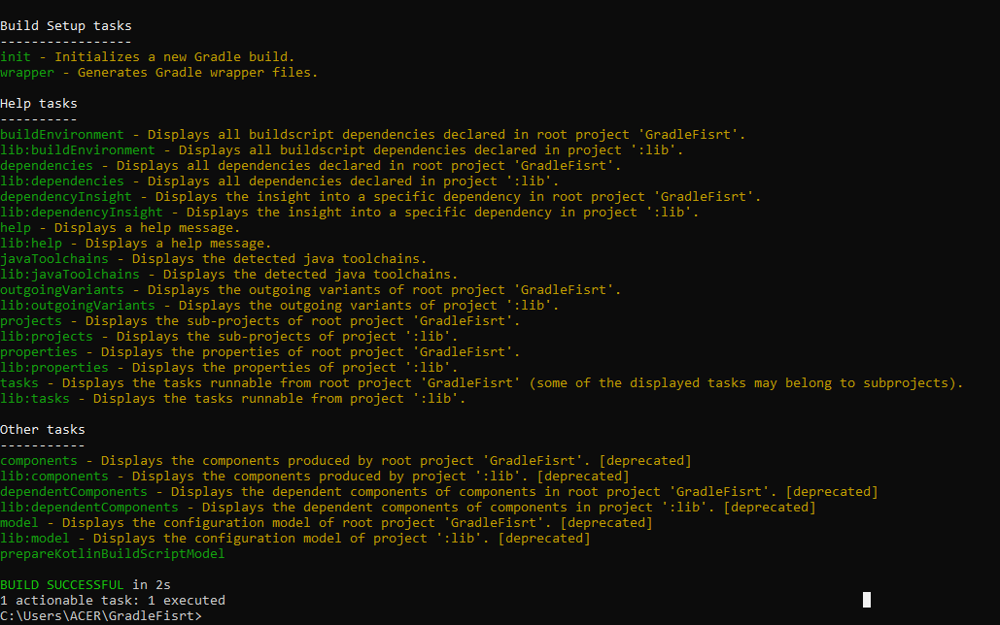 Build Setup tasks
-----------------
init - Initializes a new Gradle build.
wrapper - Generates Gradle wrapper files.
Help tasks
----------
buildEnvironment - Displays all buildscript dependencies declared in root project 'GradleFisrt'.
lib:buildEnvironment - Displays all buildscript dependencies declared in project ':lib'.
dependencies - Displays all dependencies declared in root project 'GradleFisrt'.
lib:dependencies - Displays all dependencies declared in project ':lib'.
dependencyInsight - Displays the insight into a specific dependency in root project 'GradleFisrt'.
lib:dependencyInsight - Displays the insight into a specific dependency in project ':lib'.
help - Displays a help message.
lib:help - Displays a help message.
javaToolchains - Displays the detected java toolchains.
lib:javaToolchains - Displays the detected java toolchains.
outgoingVariants - Displays the outgoing variants of root project 'GradleFisrt'.
lib:outgoingVariants - Displays the outgoing variants of project ':lib'.
projects - Displays the sub-projects of root project 'GradleFisrt'.
lib:projects - Displays the sub-projects of project ':lib'.
properties - Displays the properties of root project 'GradleFisrt'.
lib:properties - Displays the properties of project ':lib'.
tasks - Displays the tasks runnable from root project 'GradleFisrt' (some of the displayed tasks may belong to subprojects).
lib:tasks - Displays the tasks runnable from project ':lib'.
Other tasks
-----------
components - Displays the components produced by root project 'GradleFisrt'. [deprecated]
lib:components - Displays the components produced by project ':lib'. [deprecated]
dependentComponents - Displays the dependent components of components in root project 'GradleFisrt'. [deprecated]
lib:dependentComponents - Displays the dependent components of components in project ':lib'. [deprecated]
model - Displays the configuration model of root project 'GradleFisrt'. [deprecated]
lib:model - Displays the configuration model of project ':lib'. [deprecated]
prepareKotlinBuildScriptModel
BUILD SUCCESSFUL in 2s
1 actionable task: 1 executed
C:\Users\ACER\GradleFisrt>